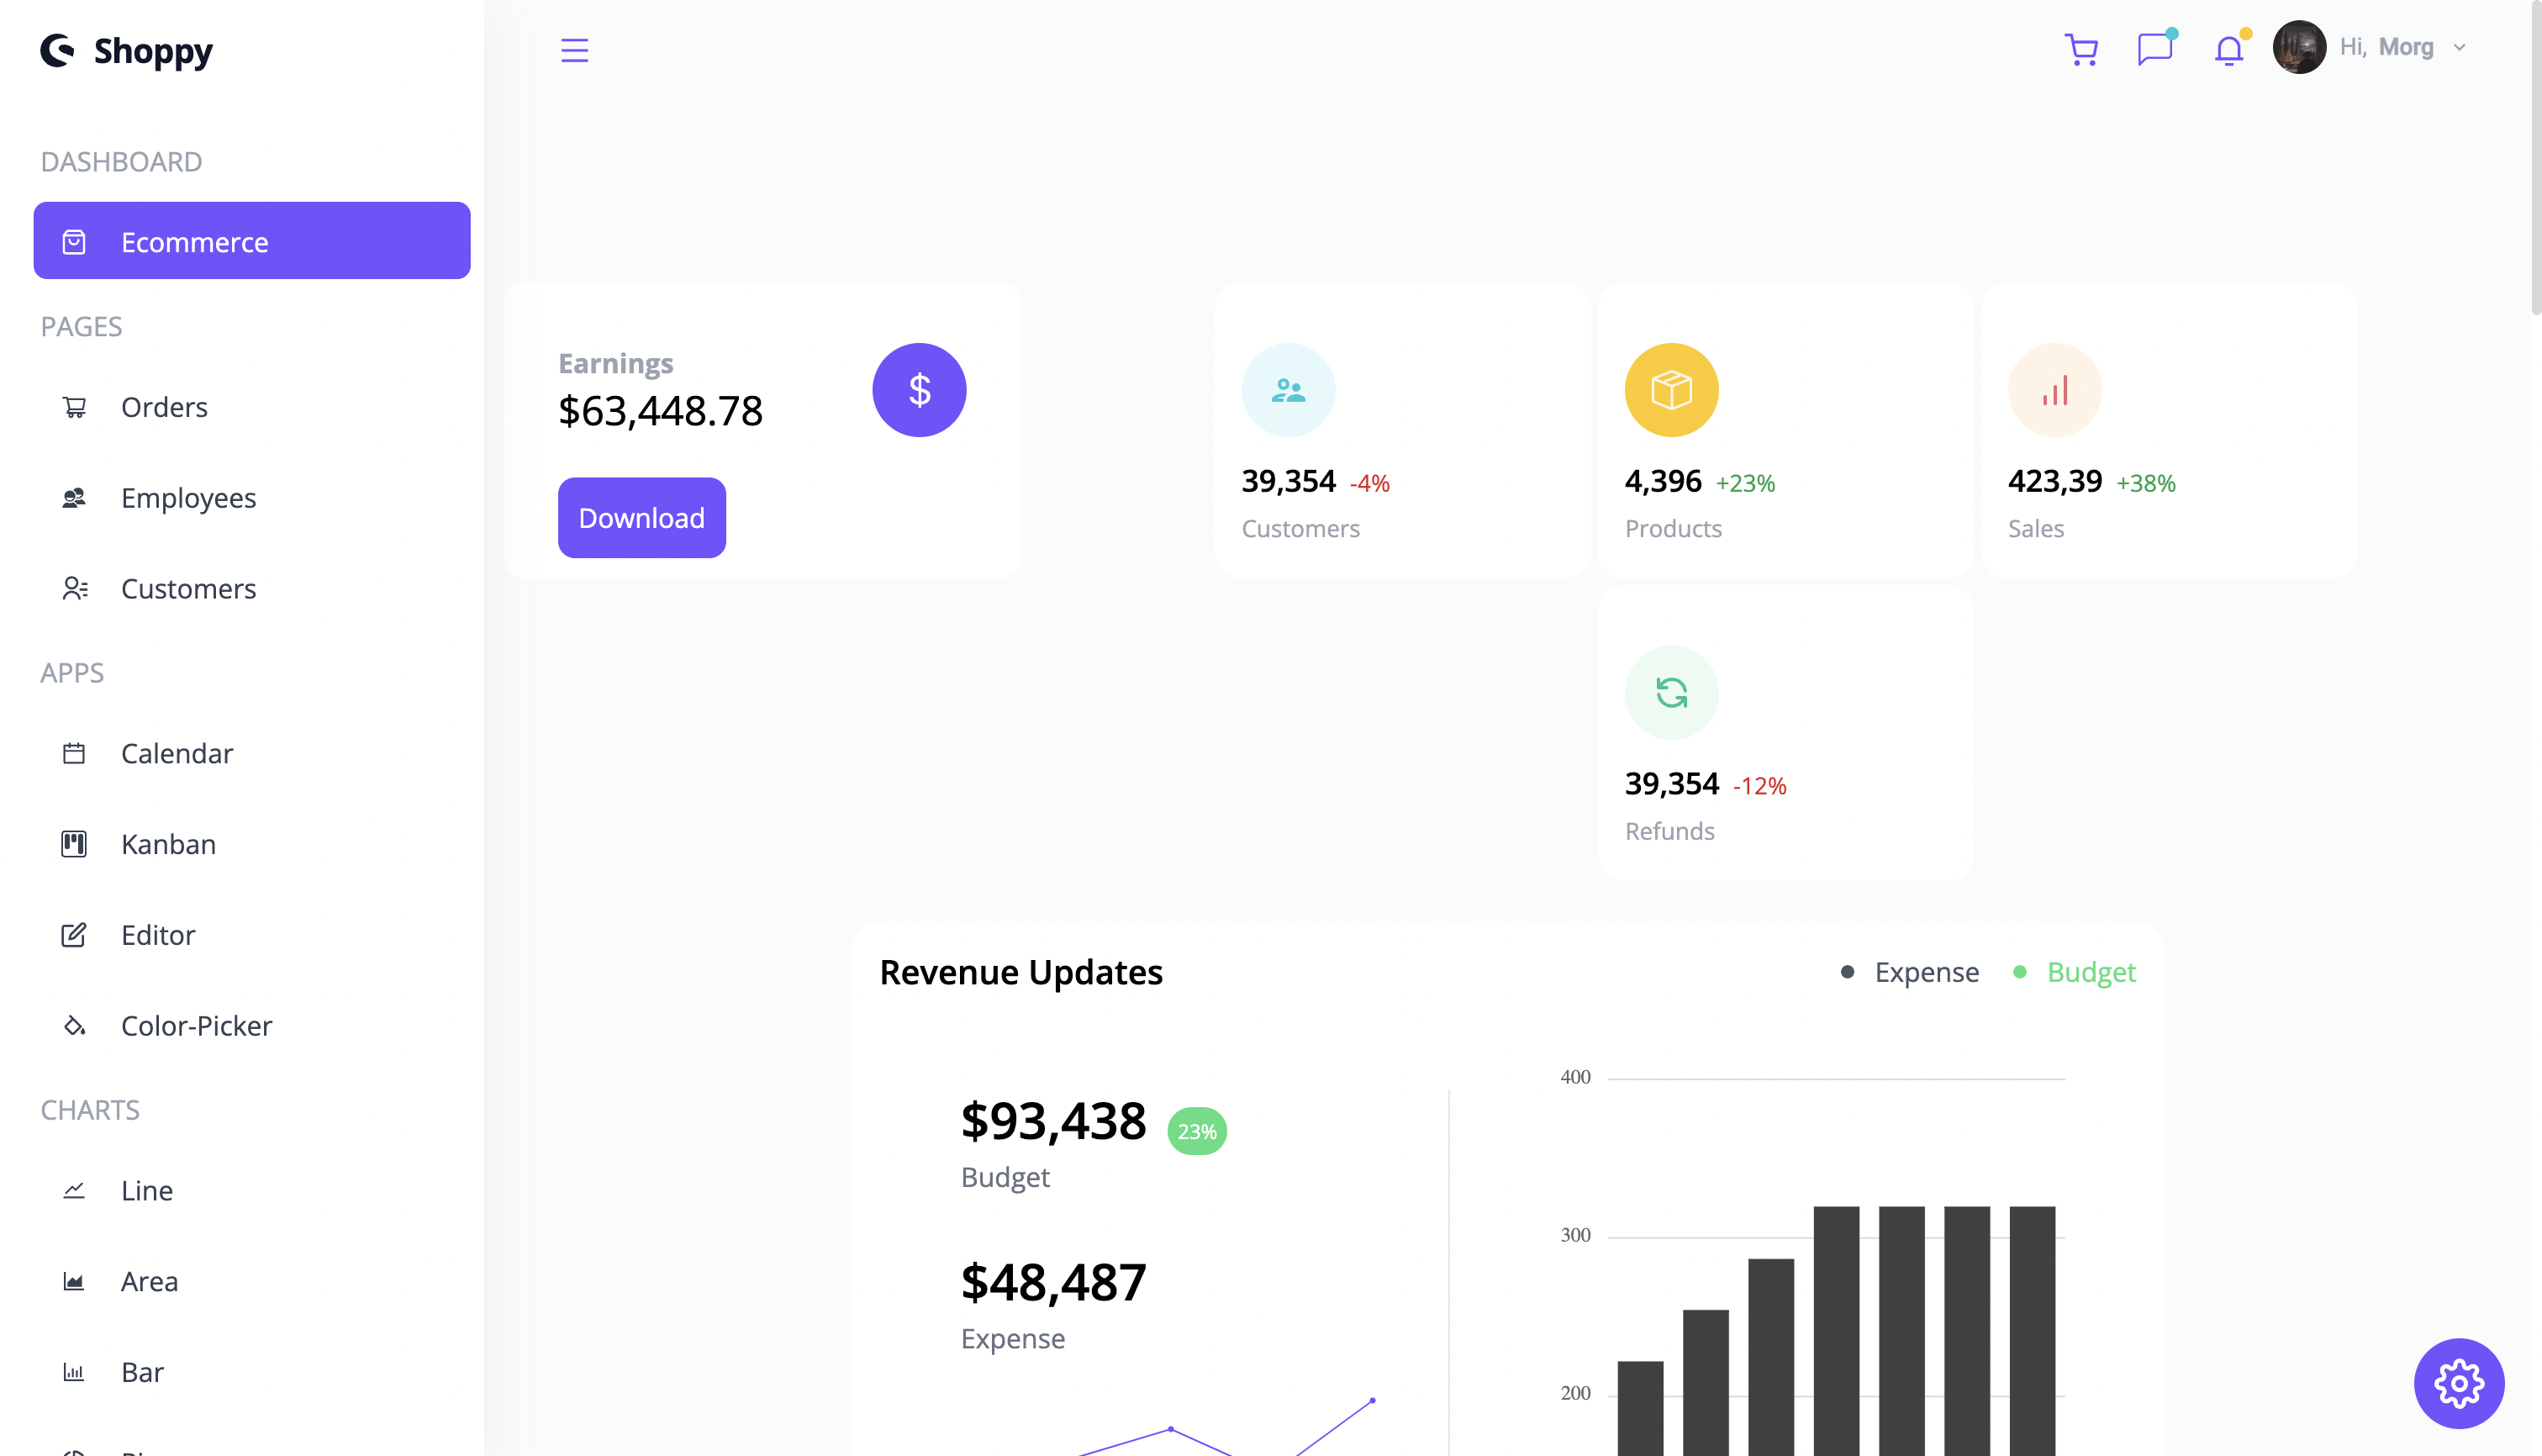 Shoppy
Hi, Morg
DASHBOARD
Ecommerce
PAGES
Orders
Employees
Customers
APPS
Calendar
Kanban
Editor
Color-Picker
CHARTS
Line
Area
Bar
Earnings
$63,448.78
Download
39,354 -4%
Customers
4,396 +23%
Products
423,39 +38%
Sales
39,354 -12%
Refunds
Revenue Updates
Expense
Budget
$93,438 23%
Budget
$48,487
Expense
400
300
200